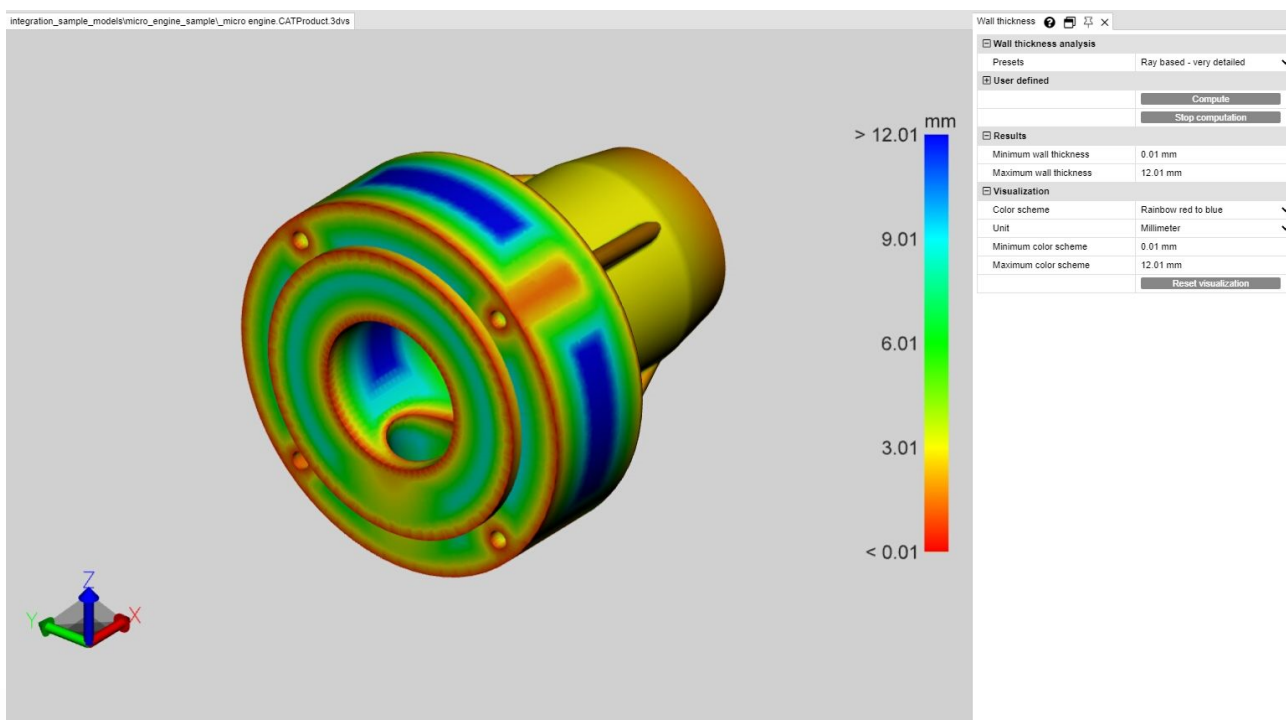 integration_sample_models\micro_engine_sample\_micro engine.CATProduct.3dvs
Wall thickness
Wall thickness analysis
Presets Ray based - very detailed
User defined
Compute
Stop computation
Results
Minimum wall thickness 0.01 mm
Maximum wall thickness 12.01 mm
Visualization
Color scheme Rainbow red to blue
Unit Millimeter
Minimum color scheme 0.01 mm
Maximum color scheme 12.01 mm
Reset visualization
mm
> 12.01
9.01
6.01
3.01
< 0.01
Z
Y X